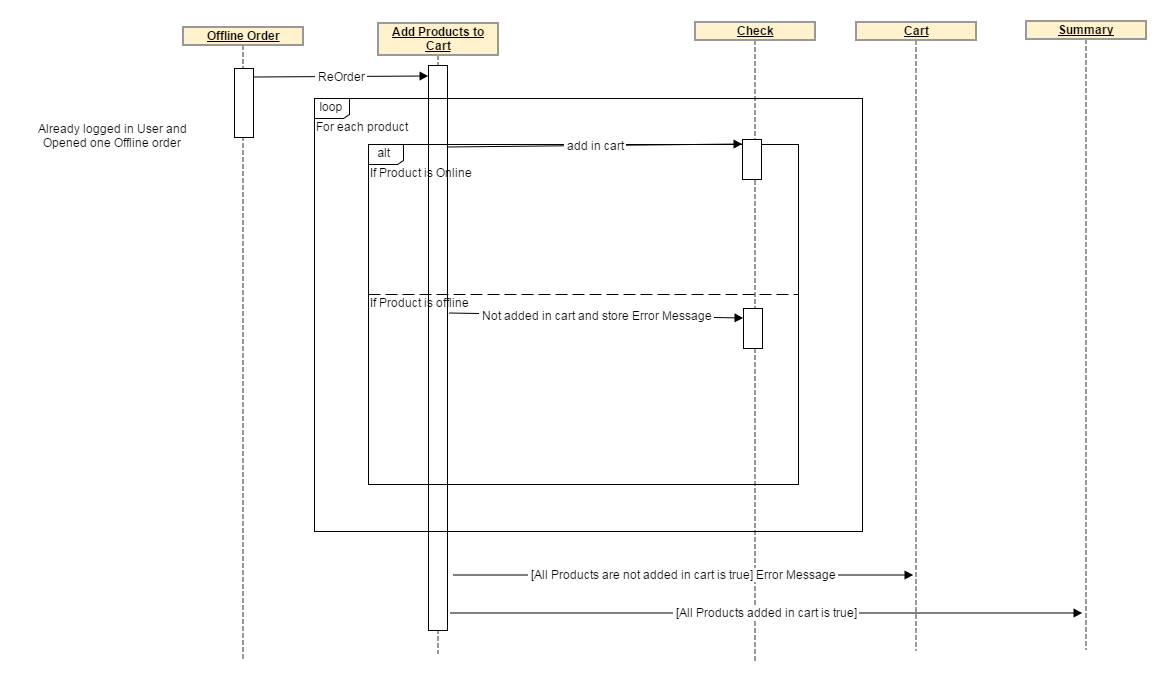 Offline Order
Add Products to
Cart
Check
Cart
Summary
ReOrder
loop
For each product
Already logged in User and
Opened one Offline order
add in cart
alt
If Product is Online
If Product is offline
Not added in cart and store Error Message
[All Products are not added in cart is true] Error Message
[All Products added in cart is true]